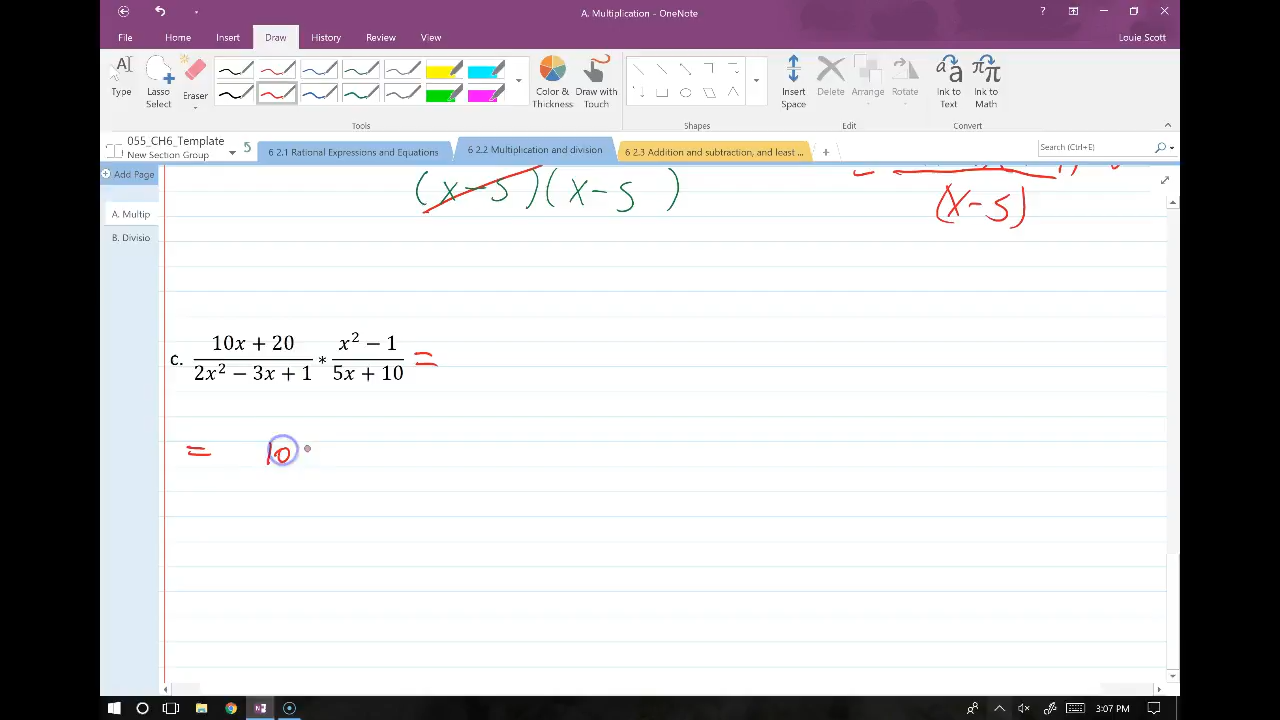 A. Multiplication - OneNote
?
File
Home
Insert
Draw
History
Review
View
Louie Scott
Type
Lasso Select
Eraser
Color & Thickness
Draw with Touch
Insert Space
Delete
Arrange
Rotate
Ink to Text
Ink to Math
Tools
Shapes
Edit
Convert
055_CH6_Template
New Section Group
6 2.1 Rational Expressions and Equations
6 2.2 Multiplication and division
6 2.3 Addition and subtraction, and least ...
Search (Ctrl+E)
Add Page
A. Multip
B. Divisio
(x-5)(x-5)
(x-5)
c. (10x + 20)/(2x² − 3x + 1) * (x² − 1)/(5x + 10) =
= 10
3:07 PM